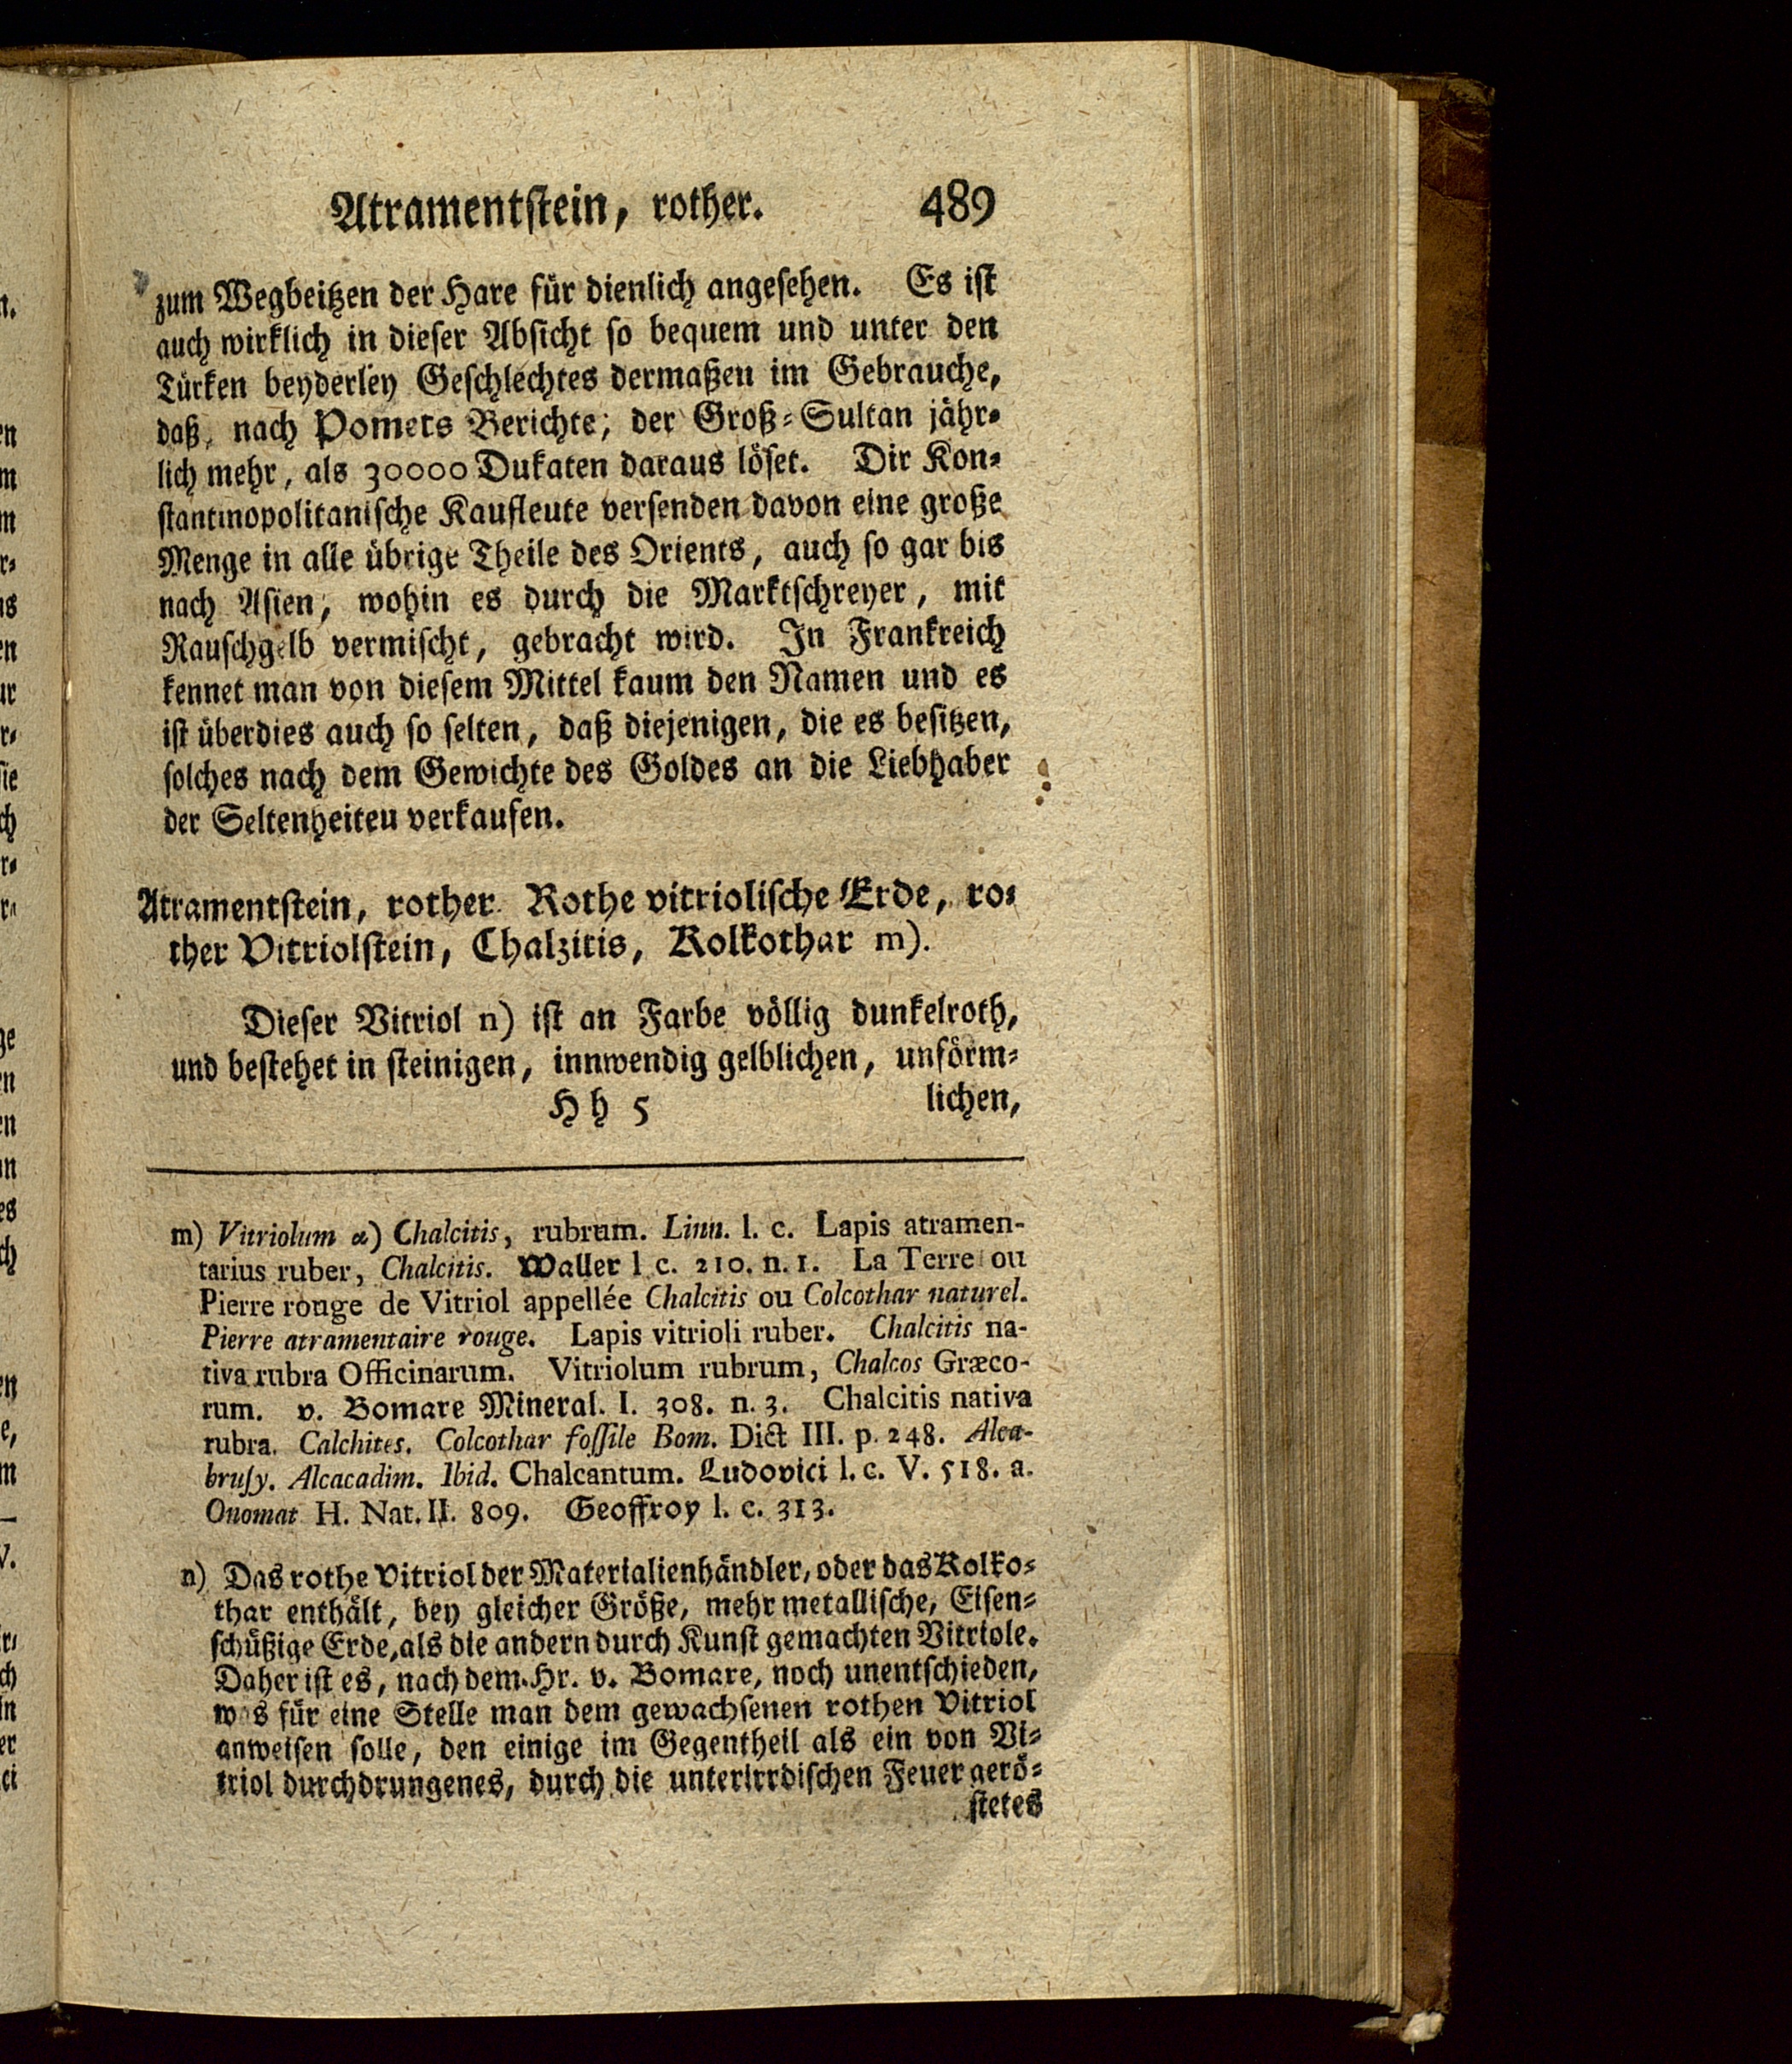 Atramentstein, rother. 489
zum Wegbeitzen der Hare für dienlich angesehen. Es ist
auch wirklich in dieser Absicht so bequem und unter den
Türken beyderley Geschlechtes dermaßen im Gebrauche,
daß, nach Pomets Berichte; der Groß-Sultan jähr-
lich mehr, als 30000 Dukaten daraus löset. Dir Kon-
stantinopolitanische Kaufleute versenden davon eine große
Menge in alle übrige Theile des Orients, auch so gar bis
nach Asien, wohin es durch die Marktschreyer, mit
Rauschgelb vermischt, gebracht wird. In Frankreich
kennet man von diesem Mittel kaum den Namen und es
ist überdies auch so selten, daß diejenigen, die es besitzen,
solches nach dem Gewichte des Goldes an die Liebhaber
der Seltenheiteu verkaufen.
Atramentstein, rother. Rothe vitriolische Erde, ro-
ther Vitriolstein, Chalzitis, Kolkothar m).
Dieser Vitriol n) ist an Farbe völlig dunkelroth,
und bestehet in steinigen, innwendig gelblichen, unförm-
Hh 5 lichen,
m) Vitriolum α) Chalcitis, rubrum. Linn. l. c. Lapis atramen-
tarius ruber, Chalcitis. Waller l. c. 210. n. 1. La Terre ou
Pierre rouge de Vitriol appellée Chalcitis ou Colcothar naturel.
Pierre atramentaire rouge. Lapis vitrioli ruber. Chalcitis na-
tiva rubra Officinarum. Vitriolum rubrum, Chalcos Græco-
rum. v. Bomare Mineral. I. 308. n. 3. Chalcitis nativa
rubra. Calchites. Colcothar fossile Bom. Dict III. p. 248. Alca-
brusy. Alcacadim. Ibid. Chalcantum. Ludovici l. c. V. 518. a.
Onomat H. Nat. II. 809. Geoffroy l. c. 313.
n) Das rothe Vitriol der Materialienhändler, oder das Kolko-
thar enthält, bey gleicher Größe, mehr metallische, Eisen-
schüßige Erde, als die andern durch Kunst gemachten Vitriole.
Daher ist es, nach dem Hr. v. Bomare, noch unentschieden,
was für eine Stelle man dem gewachsenen rothen Vitriol
anweisen solle, den einige im Gegentheil als ein von Vi-
triol durchdrungenes, durch die unterirrdischen Feuer gerö-
stetes